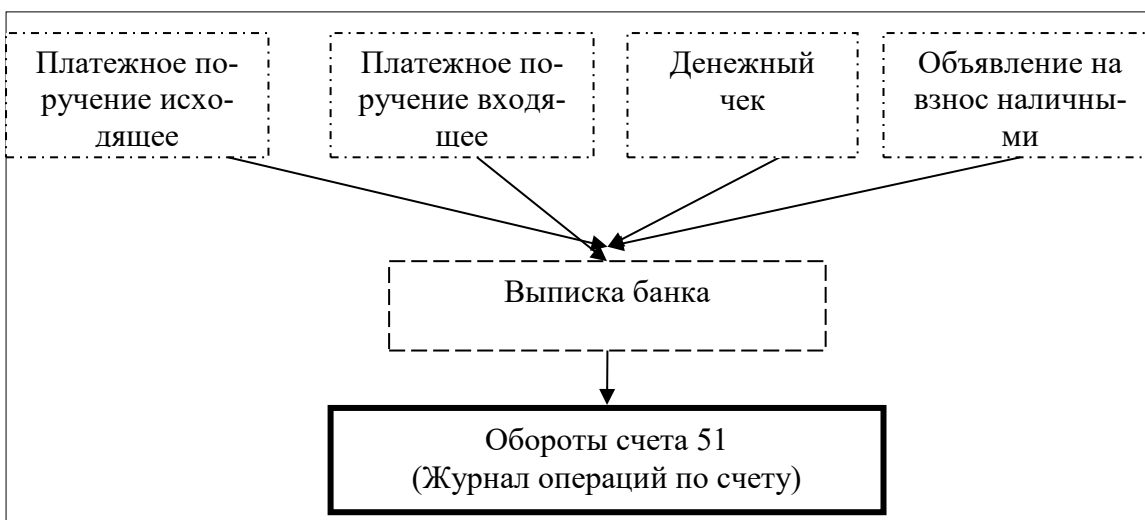 Платежное по-
ручение исхо-
дящее
Платежное по-
ручение входя-
щее
Денежный
чек
Объявление на
взнос наличны-
ми
Выписка банка
Обороты счета 51
(Журнал операций по счету)